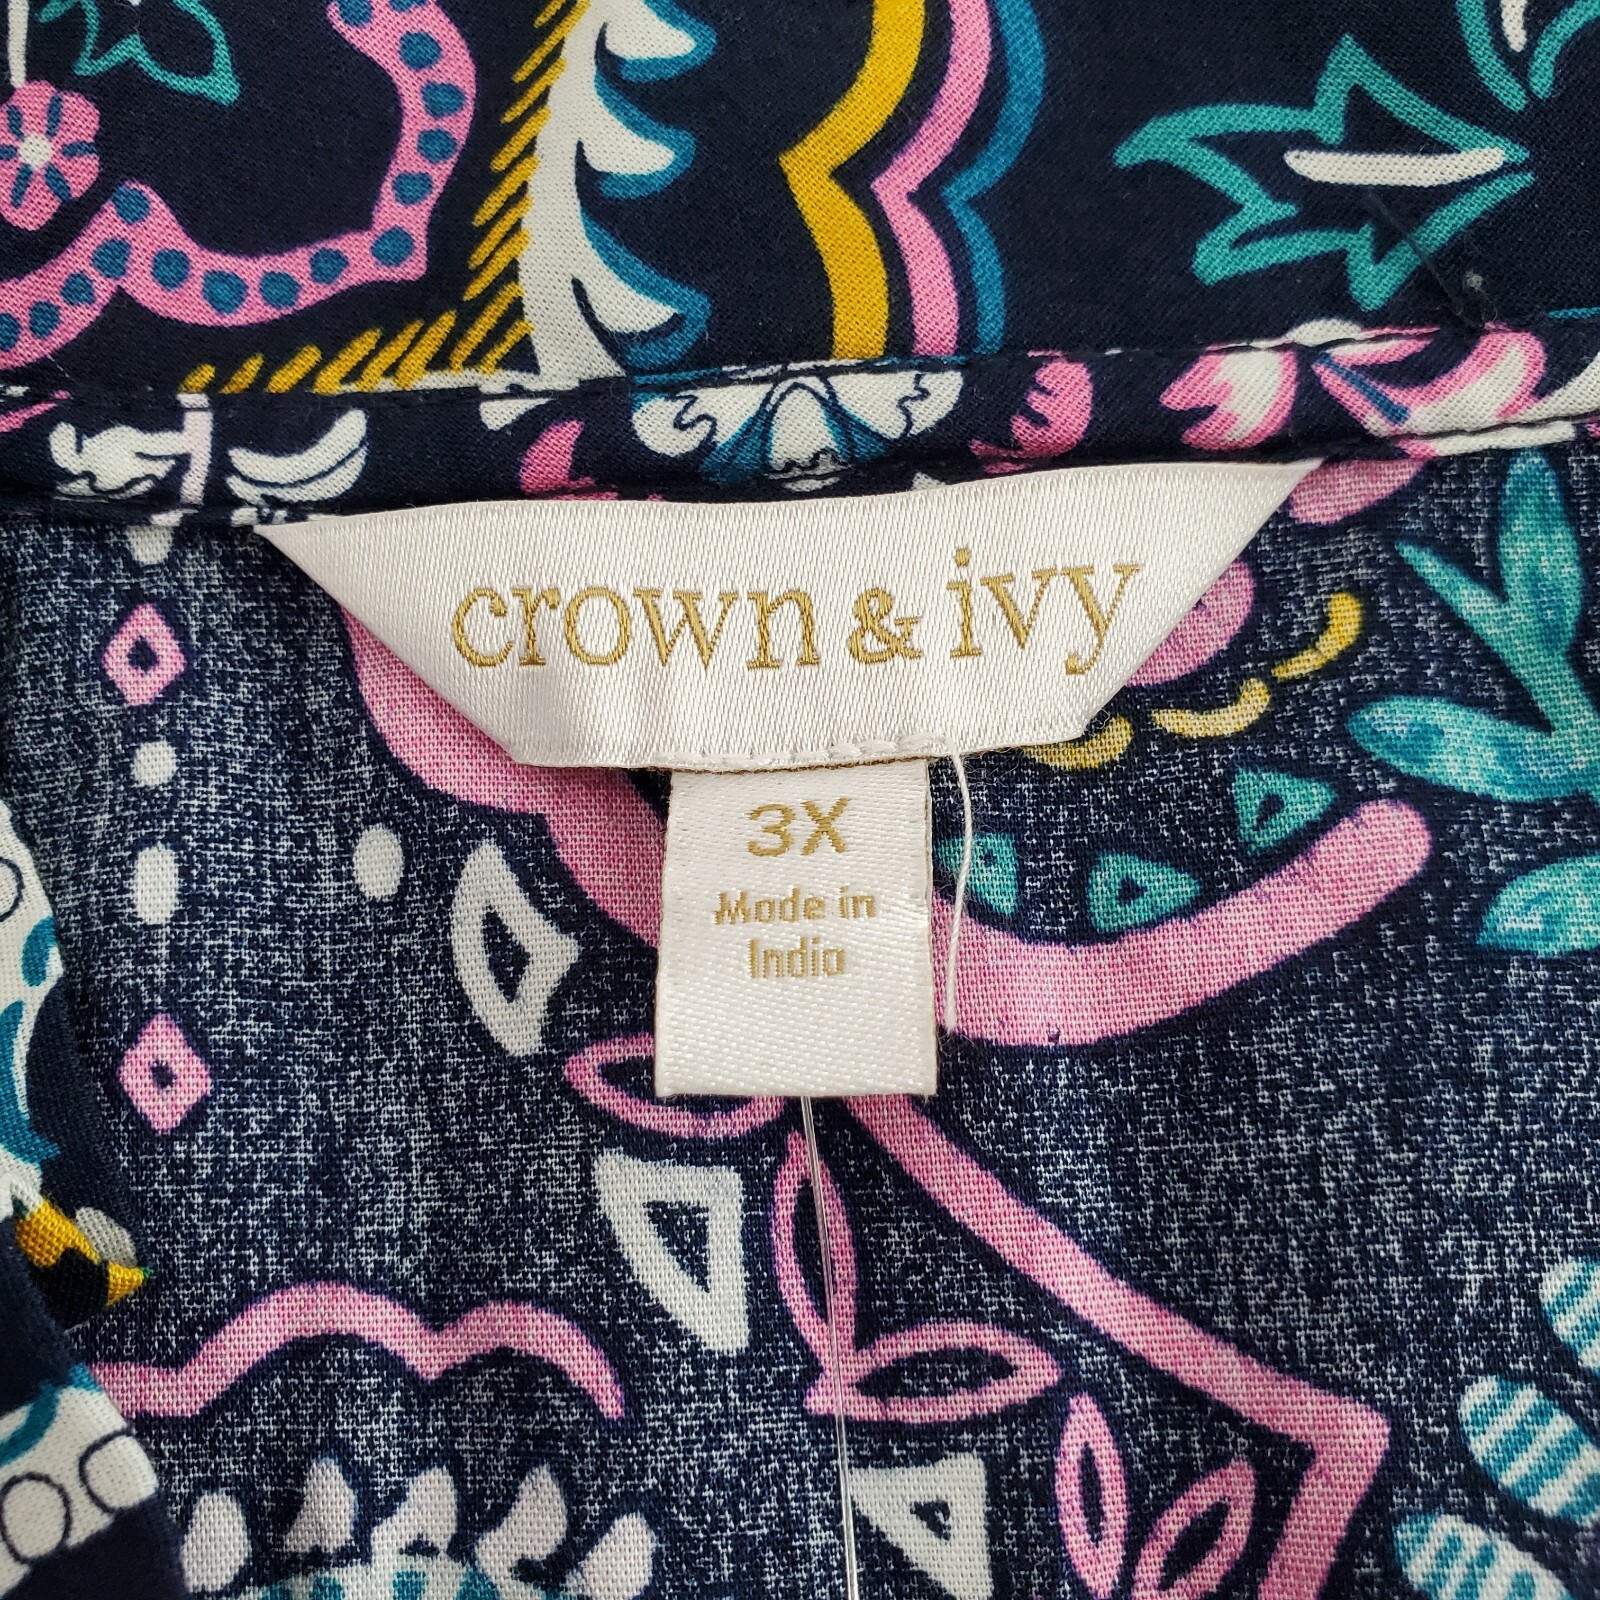 crown & ivy
3X
Made in
India